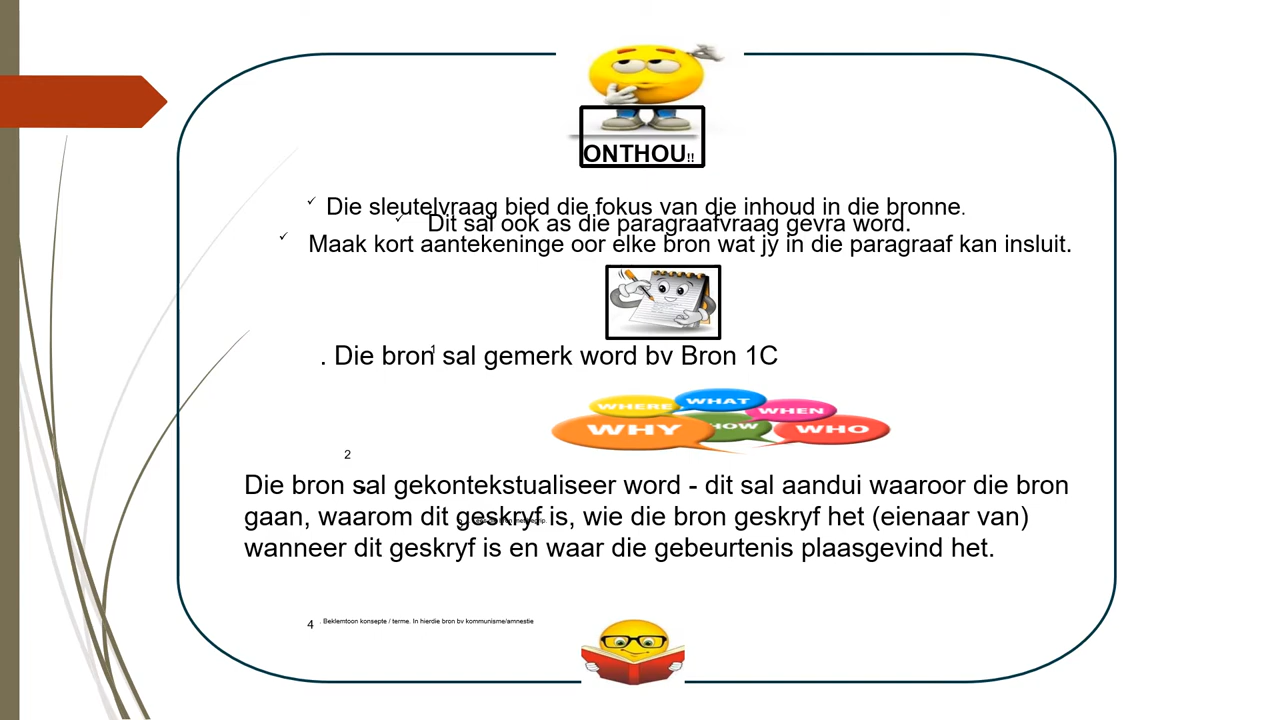 ONTHOU!!
✓ Die sleutelvraag bied die fokus van die inhoud in die bronne.
✓ Dit sal ook as die paragraafvraag gevra word.
✓ Maak kort aantekeninge oor elke bron wat jy in die paragraaf kan insluit.
1
. Die bron sal gemerk word bv Bron 1C
WHERE WHAT WHEN
WHY HOW WHO
2
Die bron sal gekontekstualiseer word - dit sal aandui waaroor die bron
gaan, waarom dit geskryf is, wie die bron geskryf het (eienaar van)
wanneer dit geskryf is en waar die gebeurtenis plaasgevind het.
4 . Beklemtoon konsepte / terme. In hierdie bron bv kommunisme/amnestie